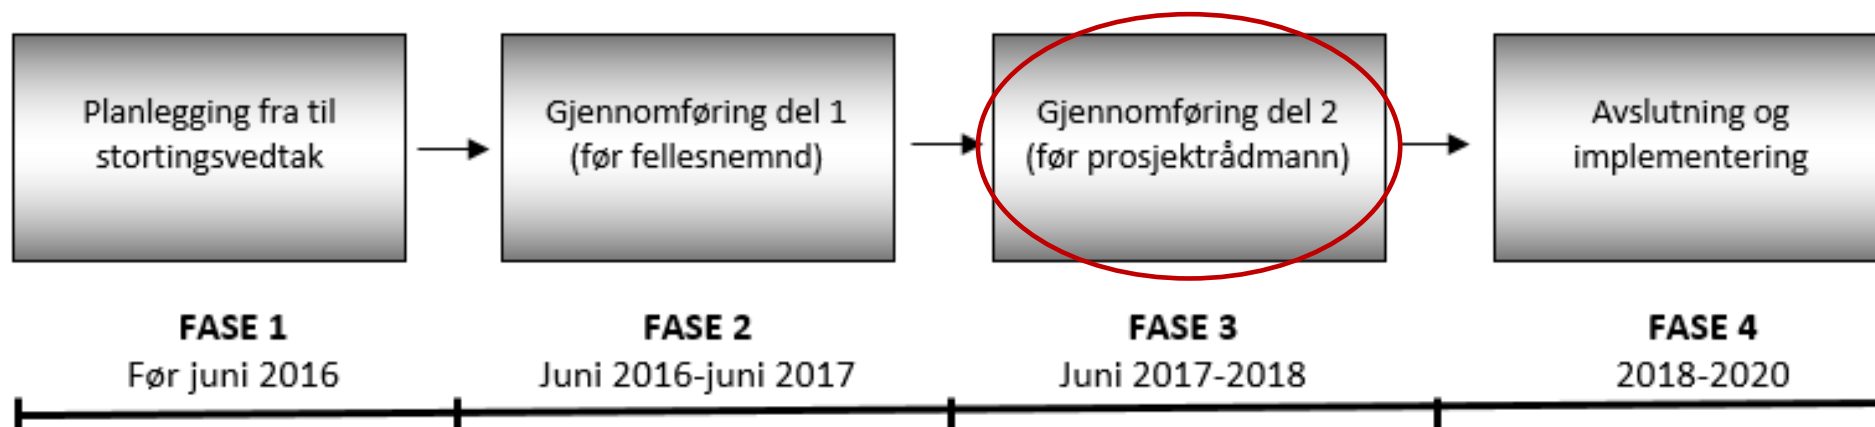 Planlegging fra til
stortingsvedtak
Gjennomføring del 1
(før fellesnemnd)
Gjennomføring del 2
(før prosjektrådmann)
Avslutning og
implementering
FASE 1
Før juni 2016
FASE 2
Juni 2016-juni 2017
FASE 3
Juni 2017-2018
FASE 4
2018-2020